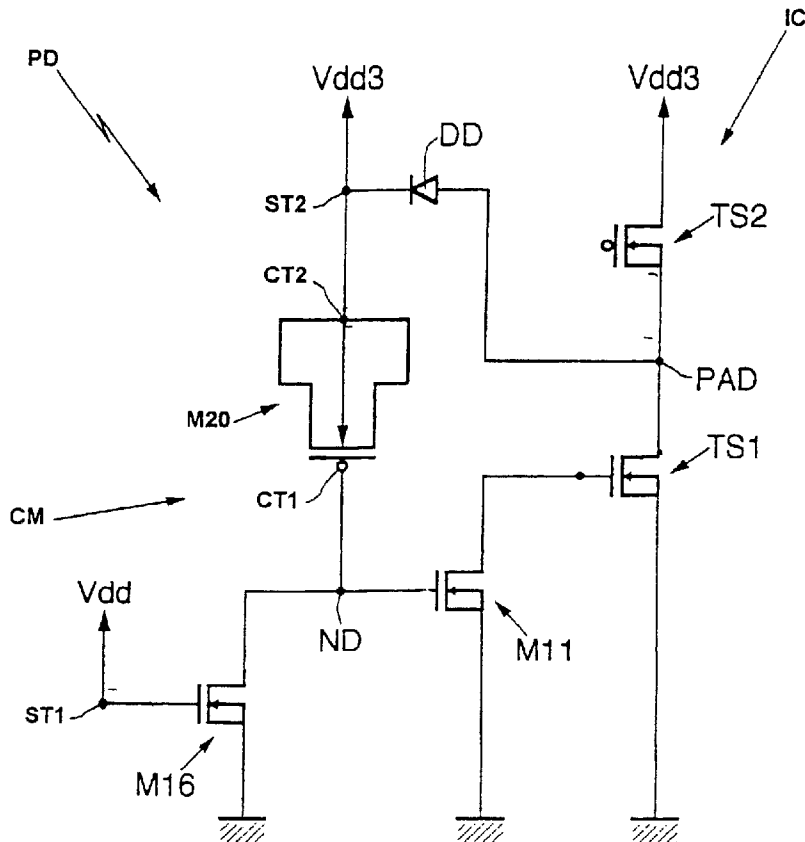 IC
PD
Vdd3
Vdd3
DD
ST2
TS2
CT2
PAD
M20
TS1
CT1
CM
Vdd
ND
M11
ST1
M16